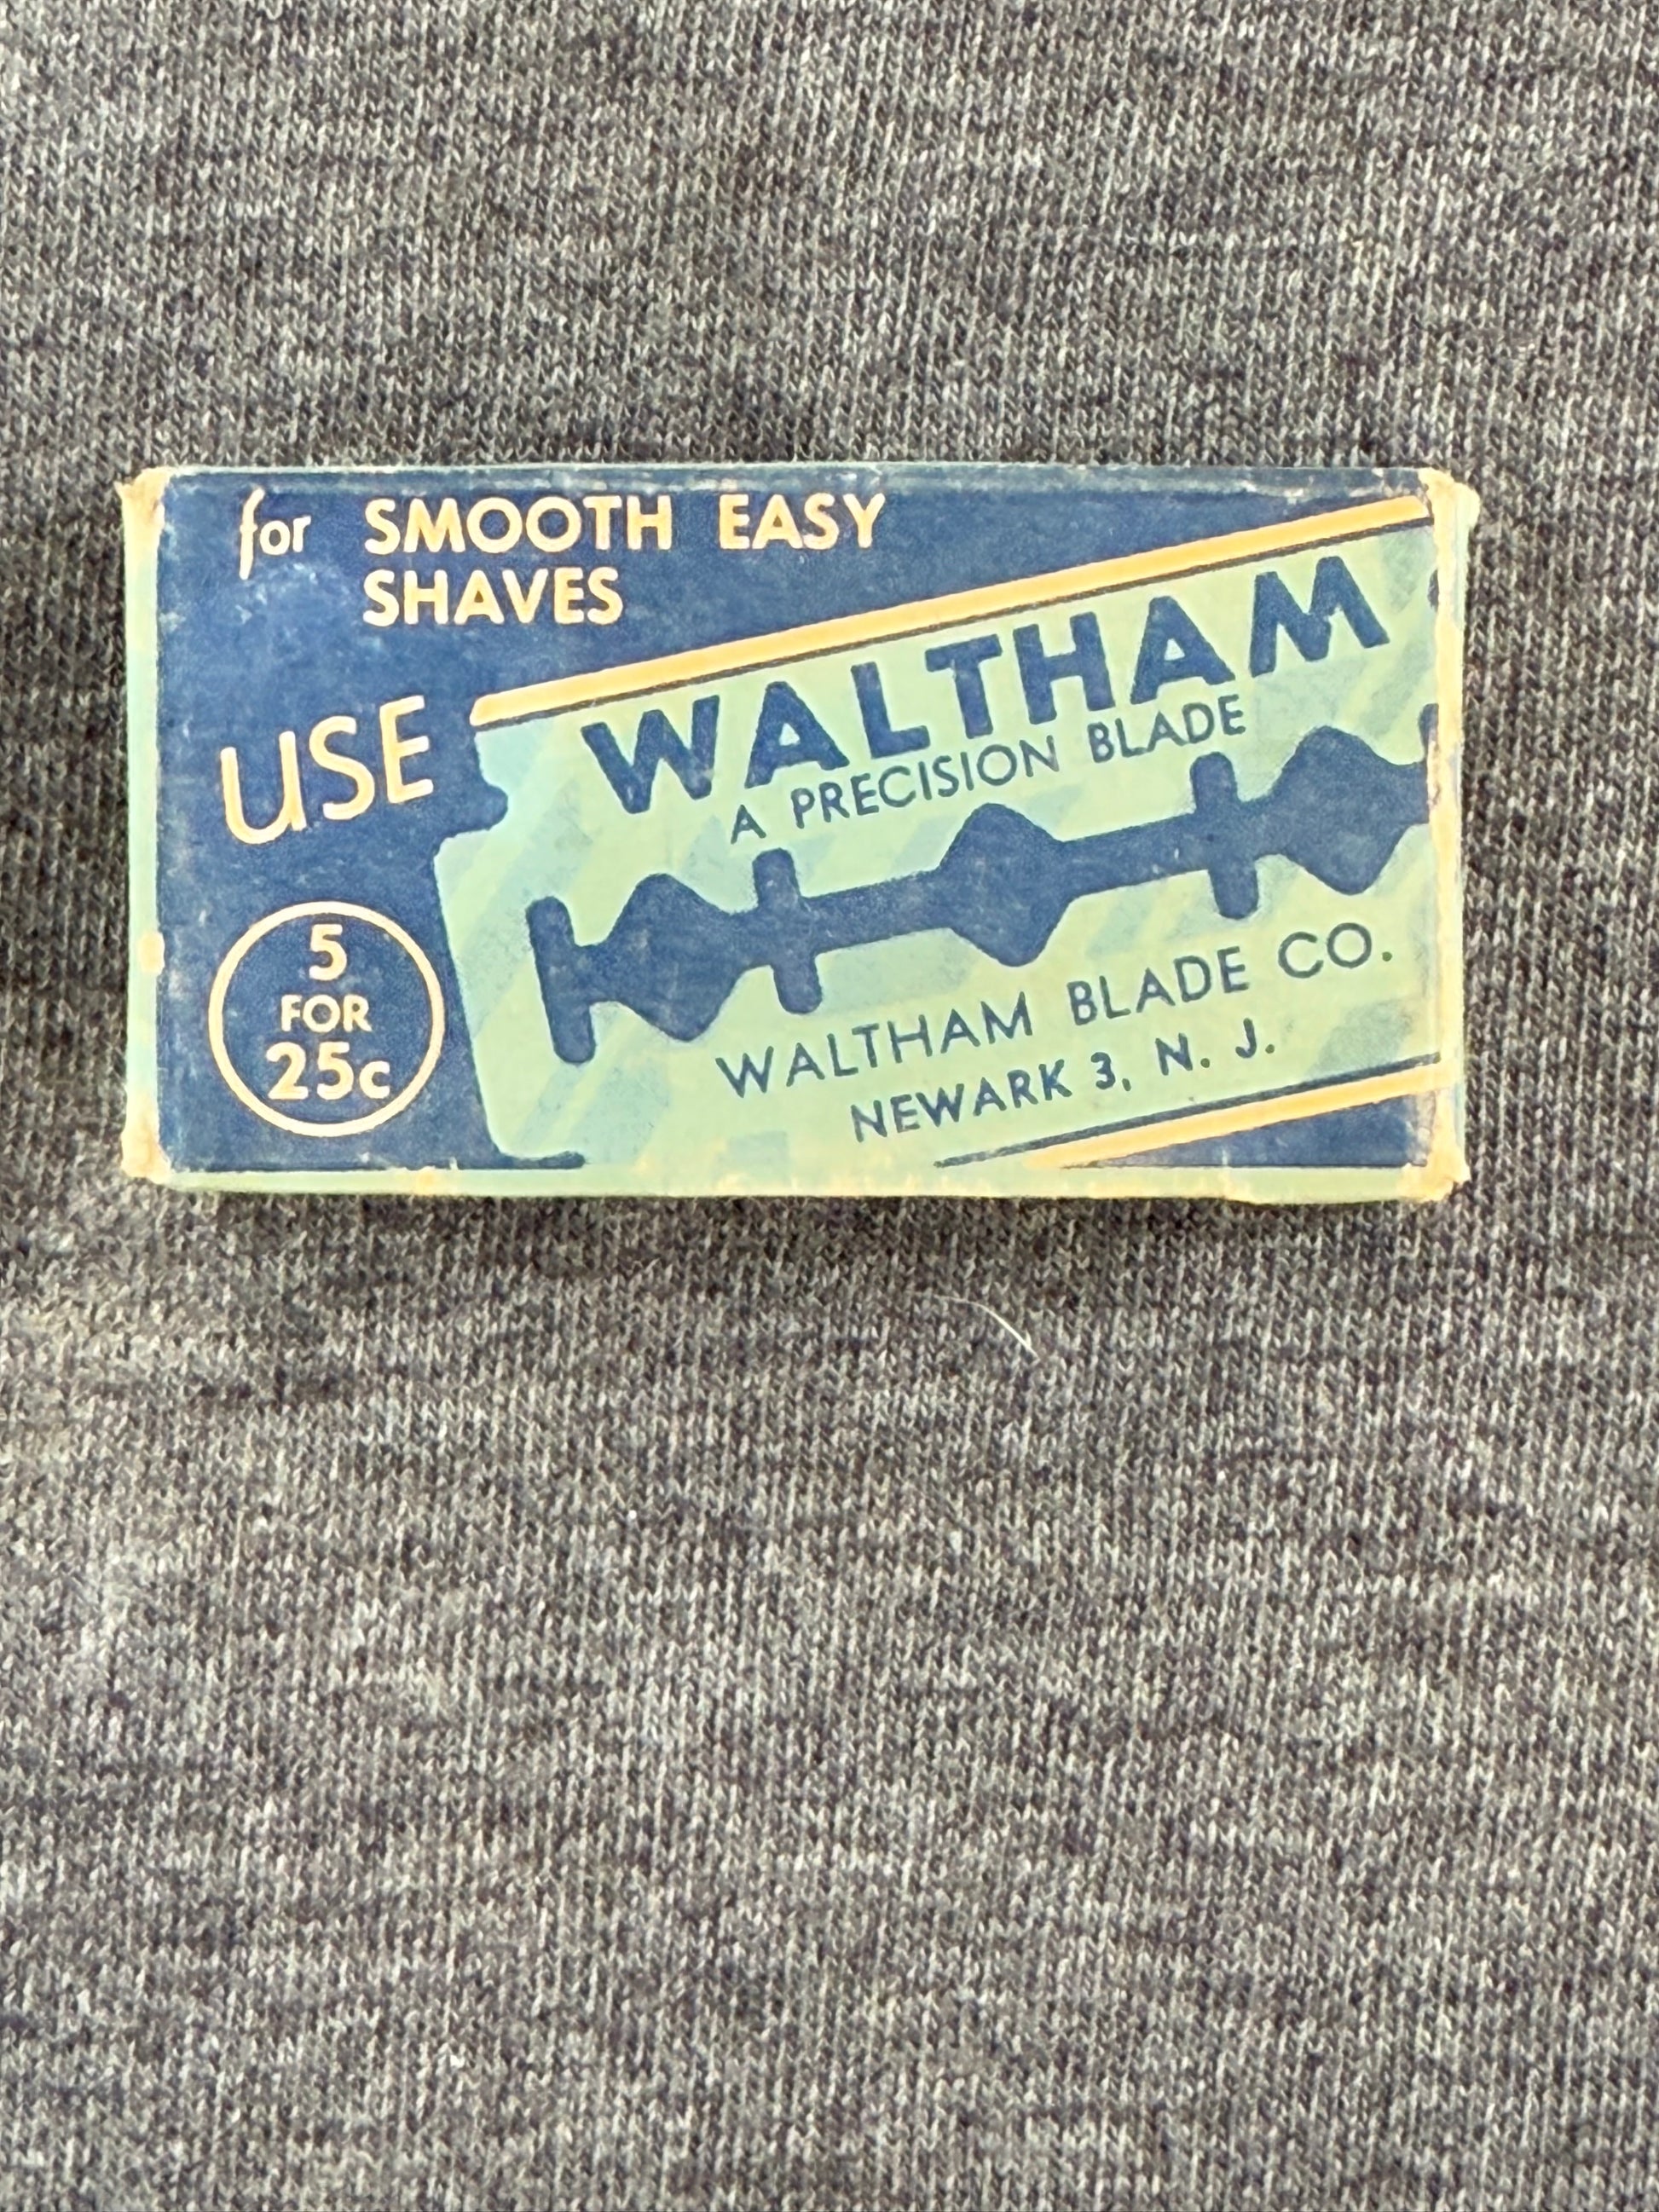 for SMOOTH EASY
SHAVES
USE
WALTHAM
A PRECISION BLADE
5
FOR
25c
WALTHAM BLADE CO.
NEWARK 3, N. J.